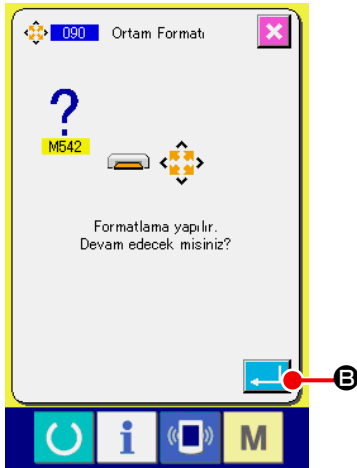 090 Ortam Formatı
?
M542
Formatlama yapılır.
Devam edecek misiniz?
B
i
M